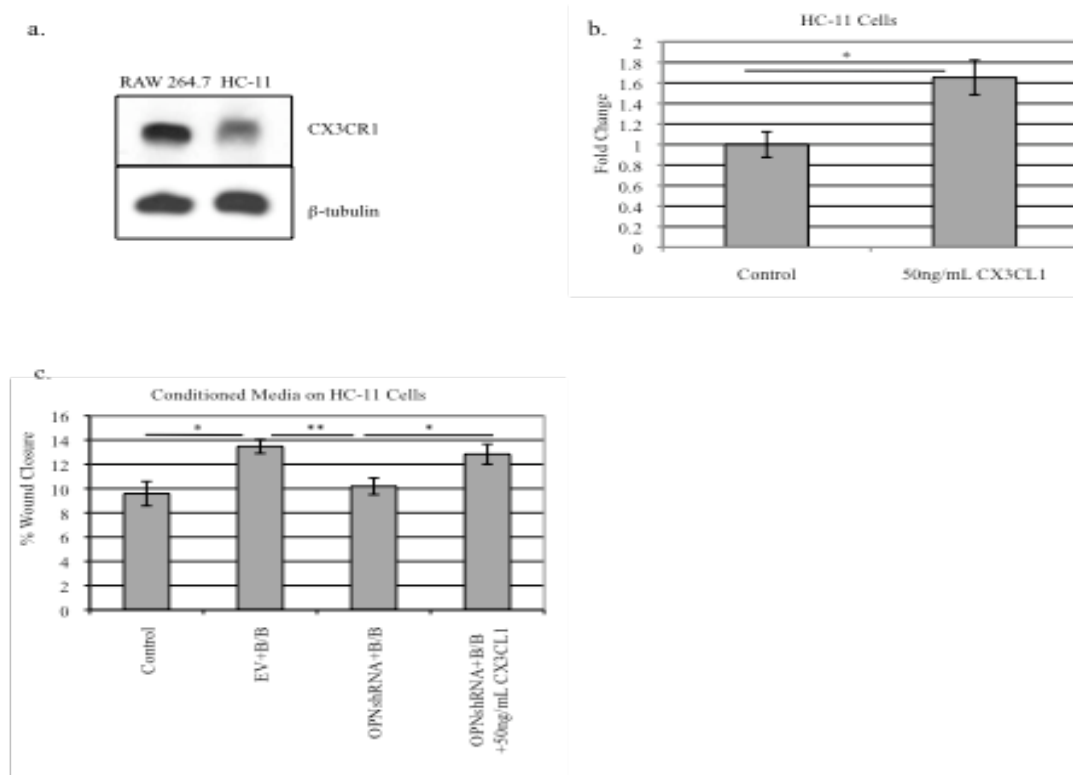 a.
RAW 264.7 HC-11
CX3CR1
β-tubulin
b.
HC-11 Cells
Fold Change
2
1.8
1.6
1.4
1.2
1
0.8
0.6
0.4
0.2
0
*
Control
50ng/mL CX3CL1
c.
Conditioned Media on HC-11 Cells
% Wound Closure
16
14
12
10
8
6
4
2
0
*
**
*
Control
EV+B/B
OPNshRNA+B/B
OPNshRNA+B/B
+50ng/mL CX3CL1